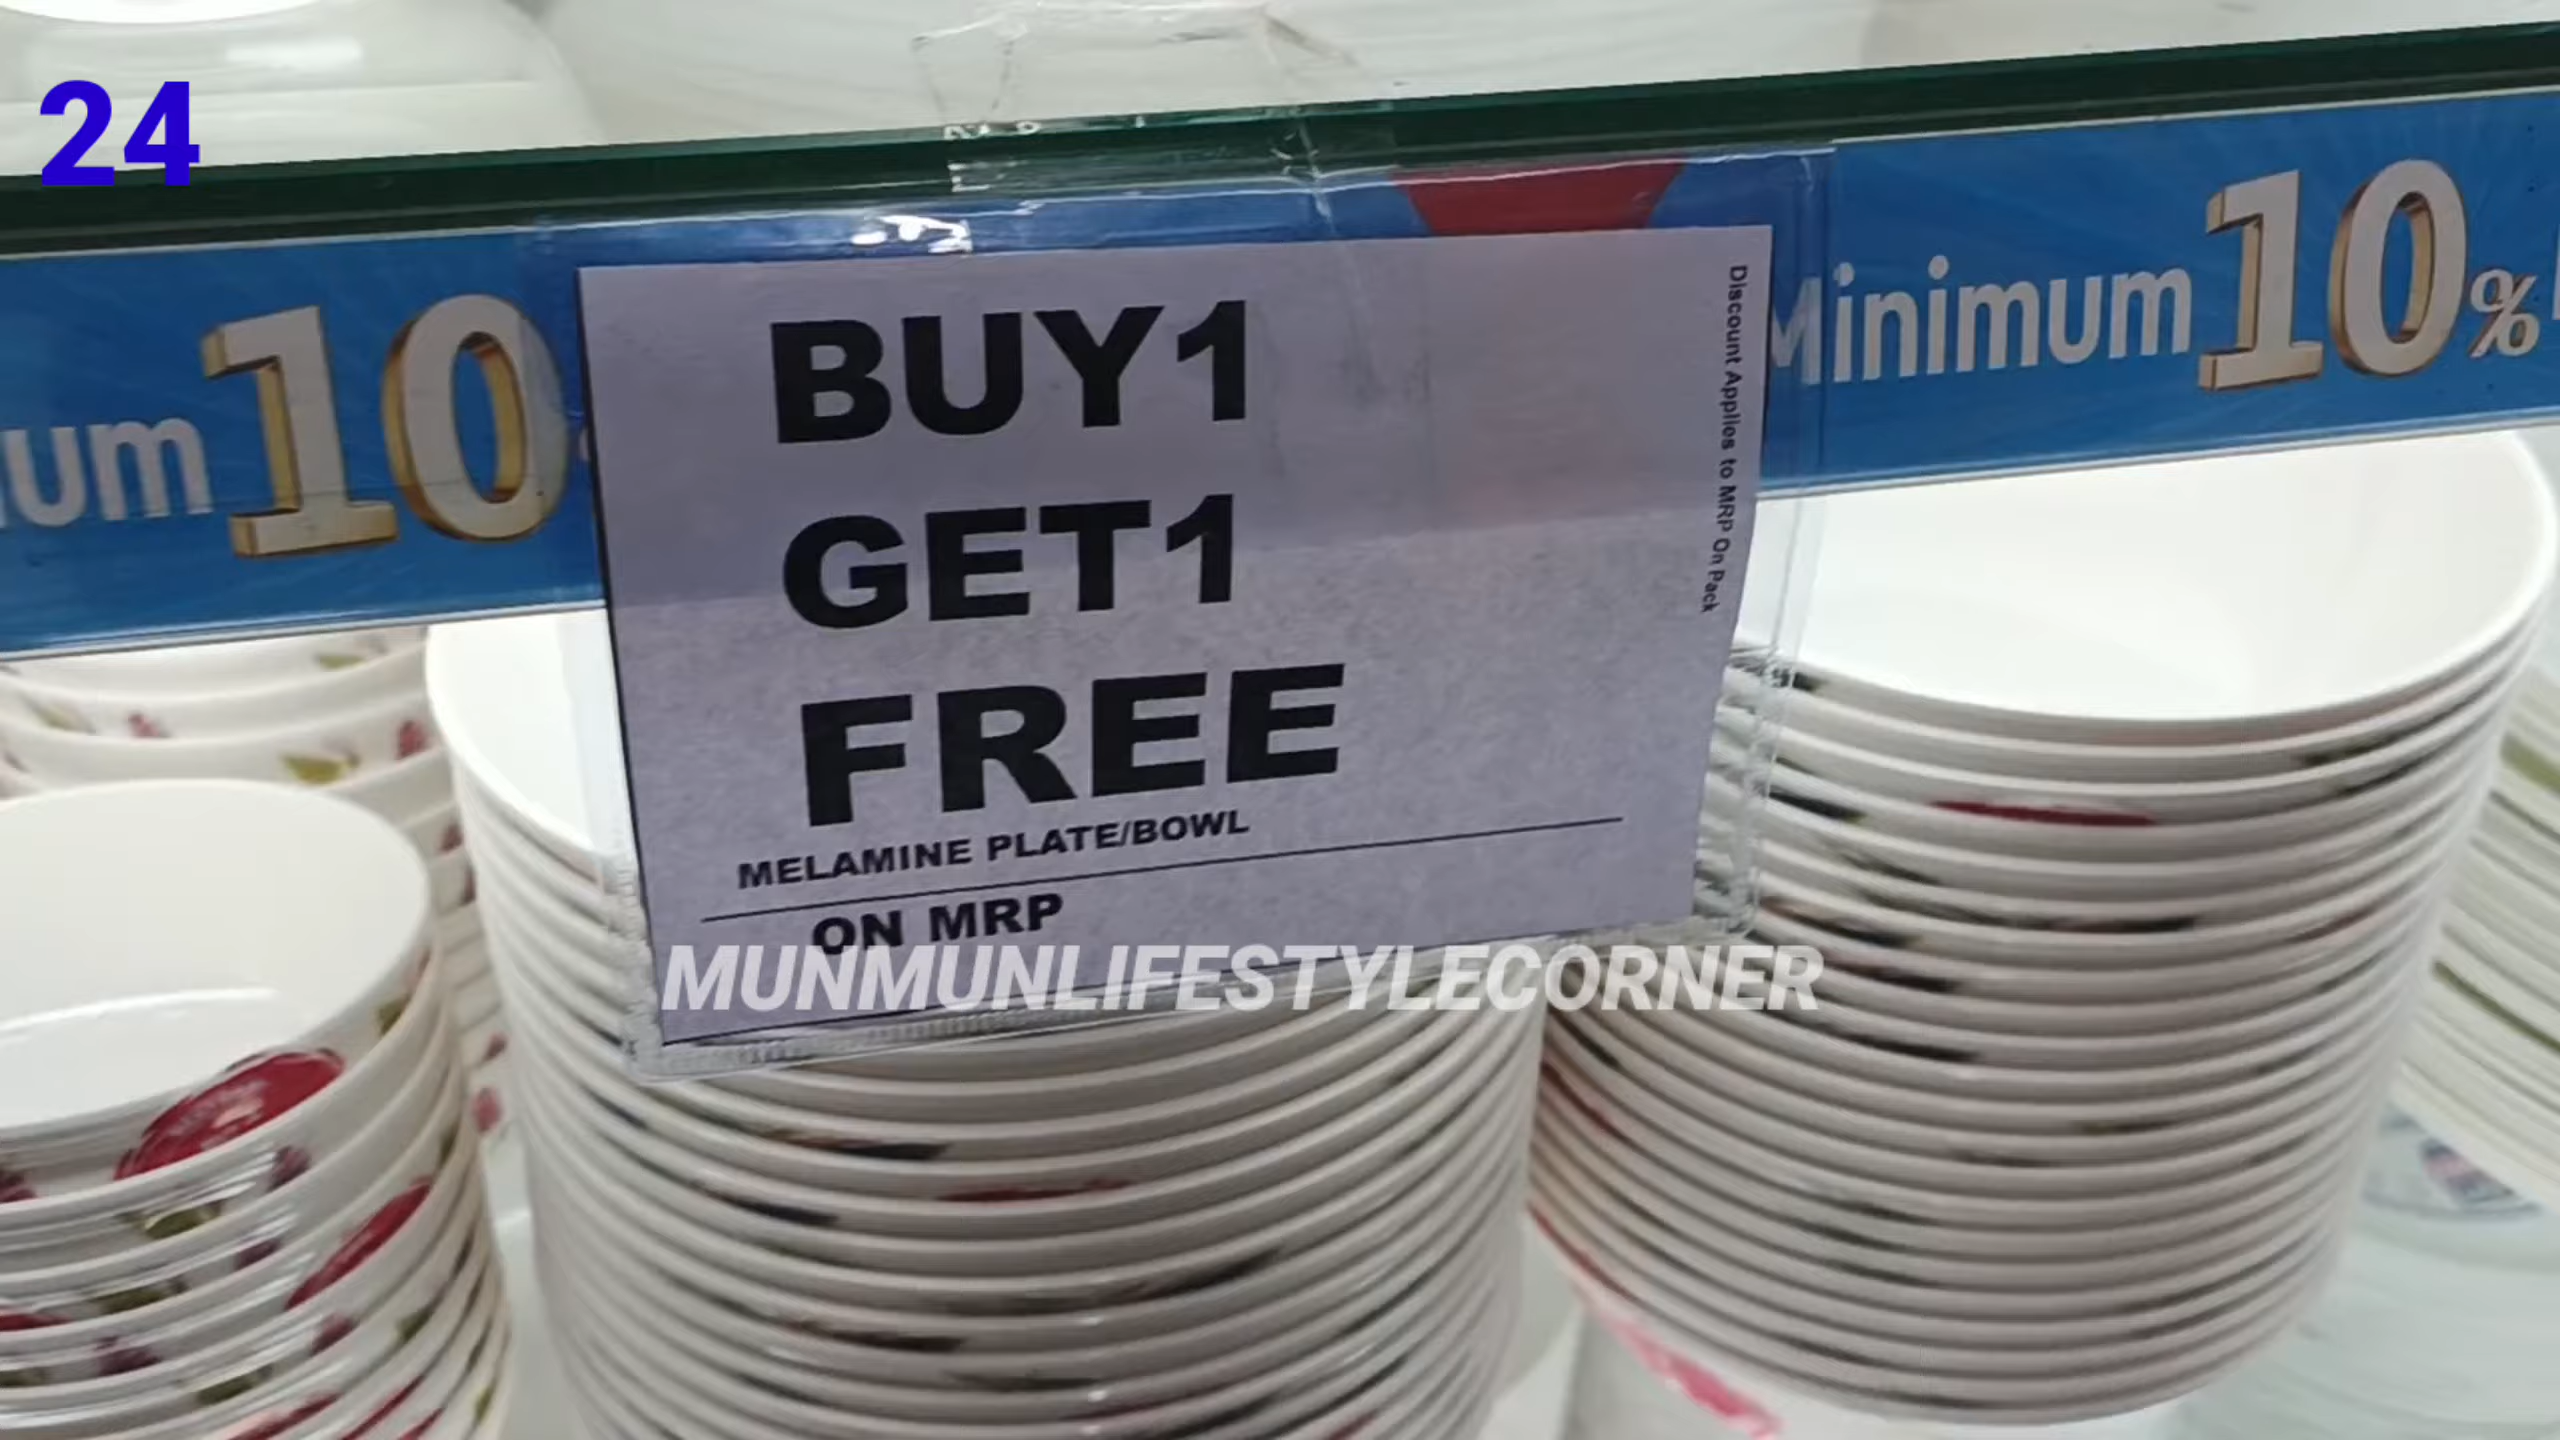 24
um 10
Minimum 10%
BUY1
GET1
FREE
MELAMINE PLATE/BOWL
ON MRP
Discount Applies to MRP On Pack
MUNMUNLIFESTYLECORNER